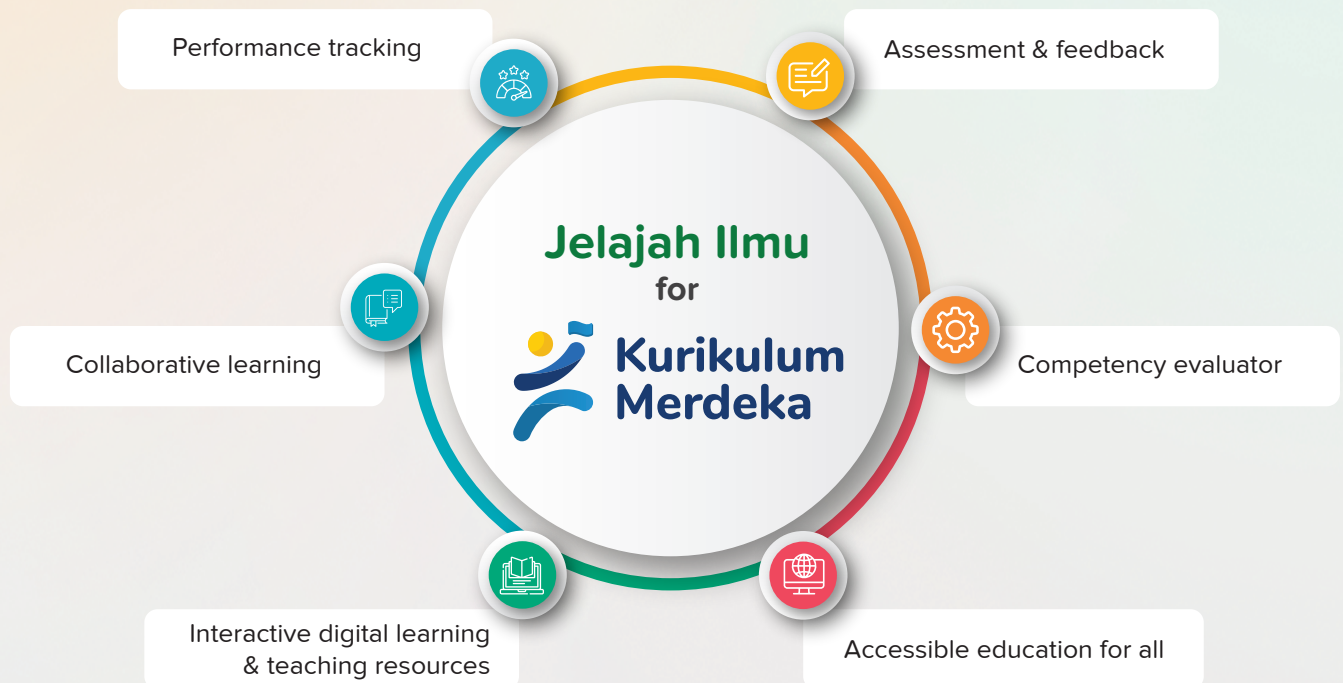 Performance tracking
Assessment & feedback
Jelajah Ilmu
for
Kurikulum
Merdeka
Collaborative learning
Competency evaluator
Interactive digital learning
& teaching resources
Accessible education for all